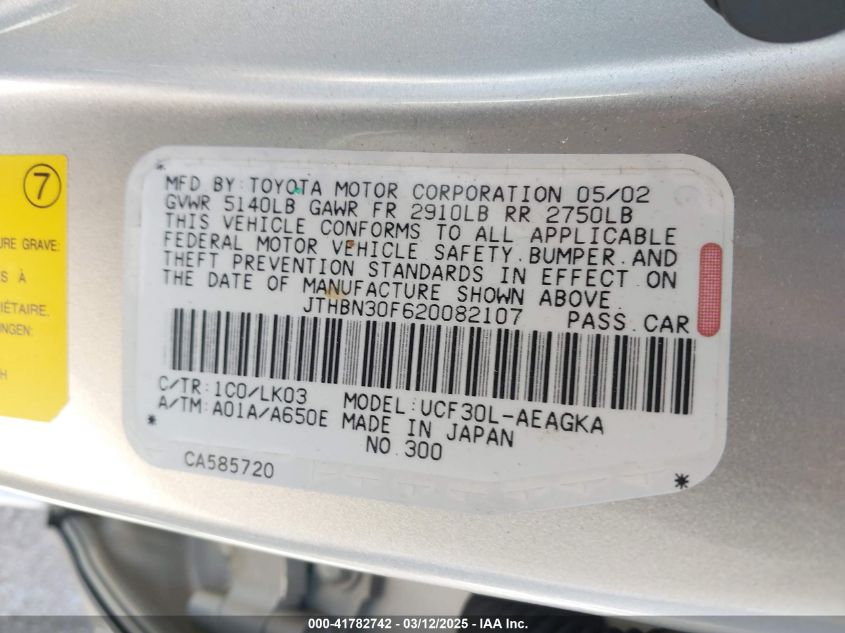 7
URE GRAVE:
S À
IÉTAIRE.
UNGEN:
H
MFD BY:TOYOTA MOTOR CORPORATION 05/02
GVWR 5140LB GAWR FR 2910LB RR 2750LB
THIS VEHICLE CONFORMS TO ALL APPLICABLE
FEDERAL MOTOR VEHICLE SAFETY.BUMPER.AND
THEFT PREVENTION STANDARDS IN EFFECT ON
THE DATE OF MANUFACTURE SHOWN ABOVE.
JTHBN30F620082107 PASS.CAR
C/TR:1C0/LK03 MODEL:UCF30L-AEAGKA
A/TM:A01A/A650E MADE IN JAPAN
NO.300
CA585720
000-41782742 - 03/12/2025 - IAAI, Inc.